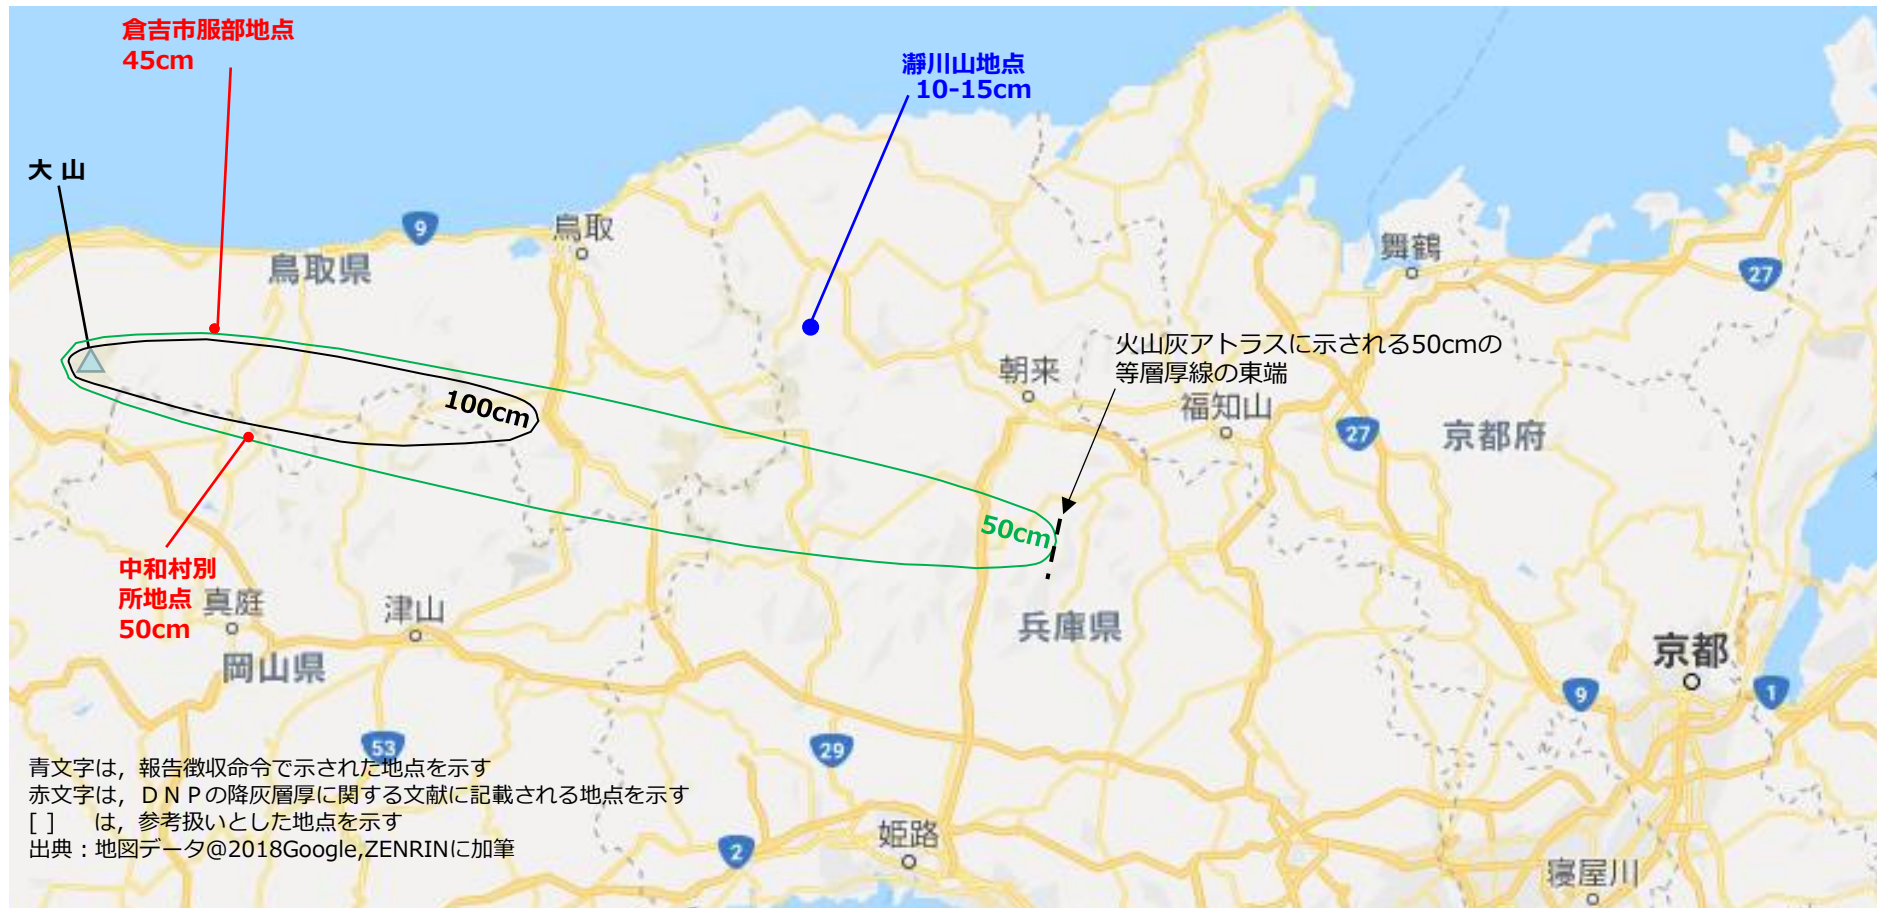 倉吉市服部地点
45cm
瀞川山地点
10-15cm
大 山
9
鳥取
鳥取県
舞鶴
27
火山灰アトラスに示される50cmの
等層厚線の東端
朝来
福知山
100cm
27
京都府
50cm
中和村別
所地点
50cm
真庭
津山
兵庫県
岡山県
京都
9
1
53
29
青文字は，報告徴収命令で示された地点を示す
赤文字は，ＤＮＰの降灰層厚に関する文献に記載される地点を示す
[ ] は，参考扱いとした地点を示す
出典：地図データ@2018Google,ZENRINに加筆
2
姫路
寝屋川